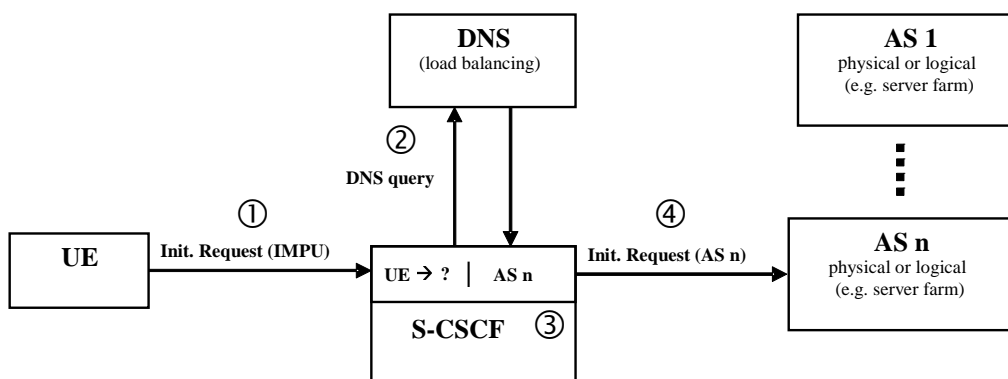 DNS
(load balancing)
AS 1
physical or logical
(e.g. server farm)
②
DNS query
①
Init. Request (IMPU)
④
Init. Request (AS n)
UE
UE → ? | AS n
S-CSCF ③
AS n
physical or logical
(e.g. server farm)